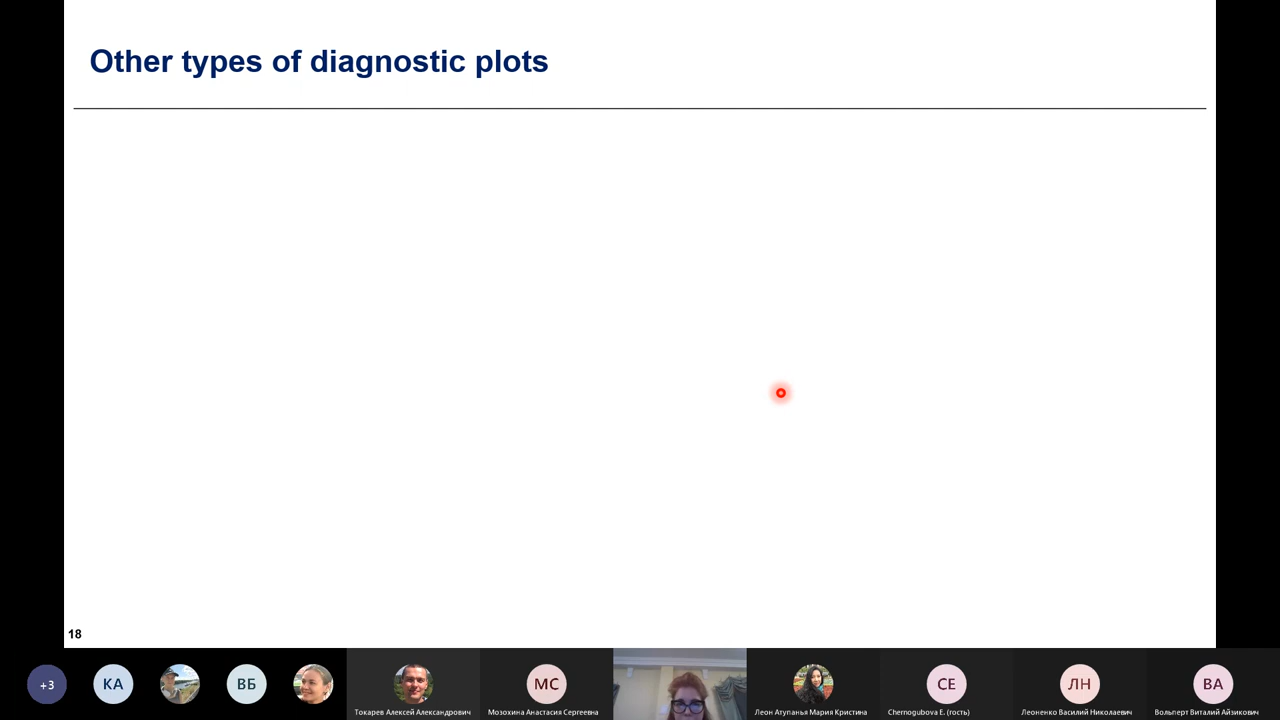 Other types of diagnostic plots
18
+3
КА
ВБ
Токарев Алексей Александрович
МС
Мозохина Анастасия Сергеевна
Леон Атупанья Мария Кристина
CE
Chernogubova E. (гость)
ЛН
Леоненко Василий Николаевич
ВА
Вольперт Виталий Айзикович